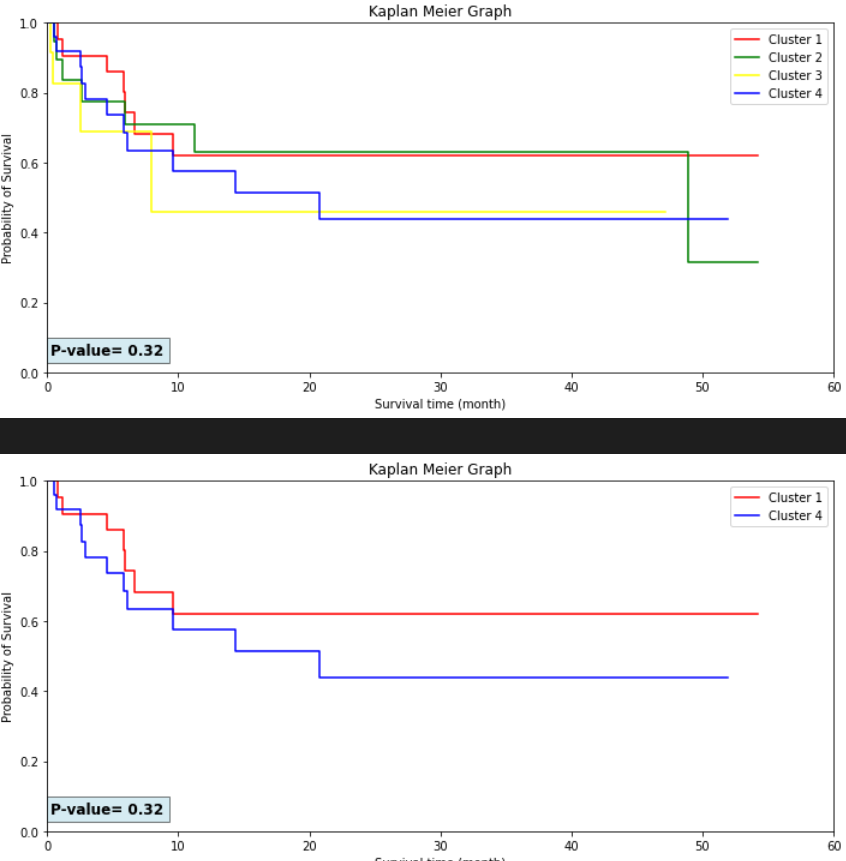 Kaplan Meier Graph
1.0
0.8
0.6
0.4
0.2
0.0
Probability of Survival
Cluster 1
Cluster 2
Cluster 3
Cluster 4
P-value= 0.32
0 10 20 30 40 50 60
Survival time (month)
Kaplan Meier Graph
1.0
0.8
0.6
0.4
0.2
0.0
Probability of Survival
Cluster 1
Cluster 4
P-value= 0.32
0 10 20 30 40 50 60
Survival time (month)